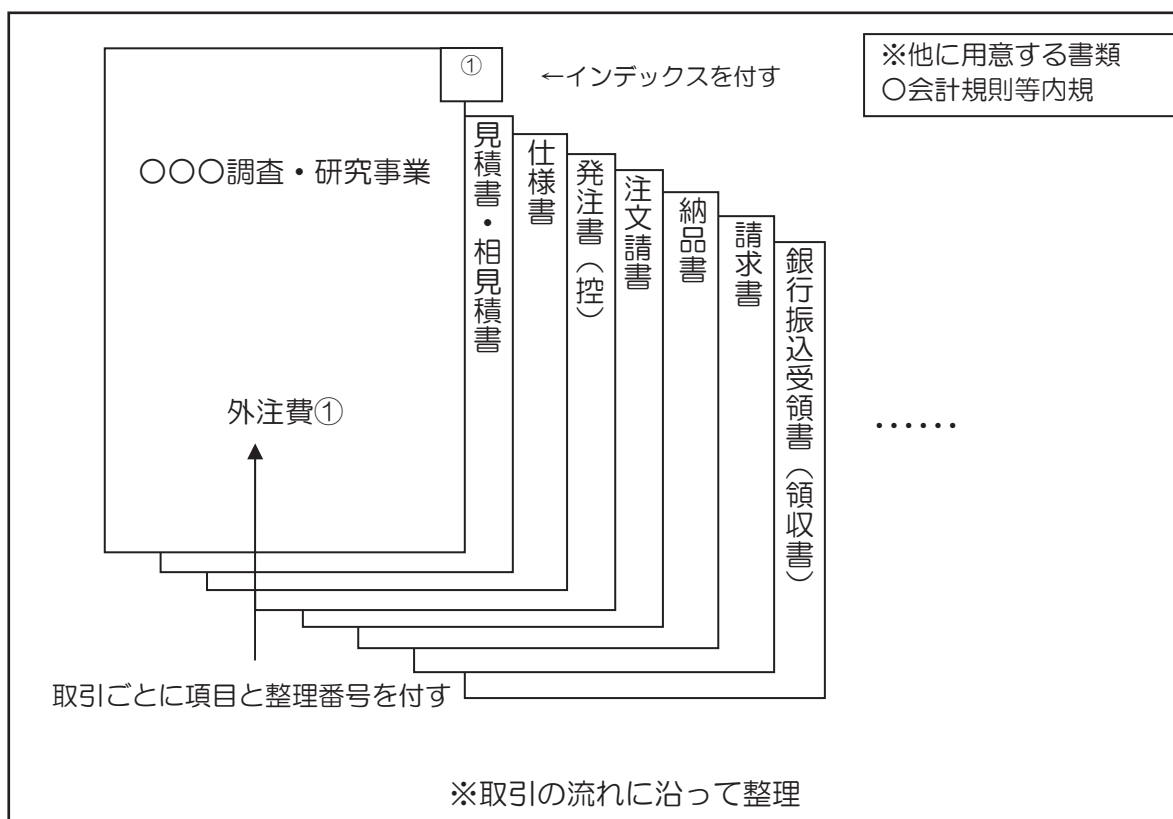 ※他に用意する書類
〇会計規則等内規
①
←インデックスを付す
〇〇〇調査・研究事業
外注費①
見積書・相見積書
仕様書
発注書（控）
注文請書
納品書
請求書
銀行振込受領書（領収書）
……
取引ごとに項目と整理番号を付す
※取引の流れに沿って整理